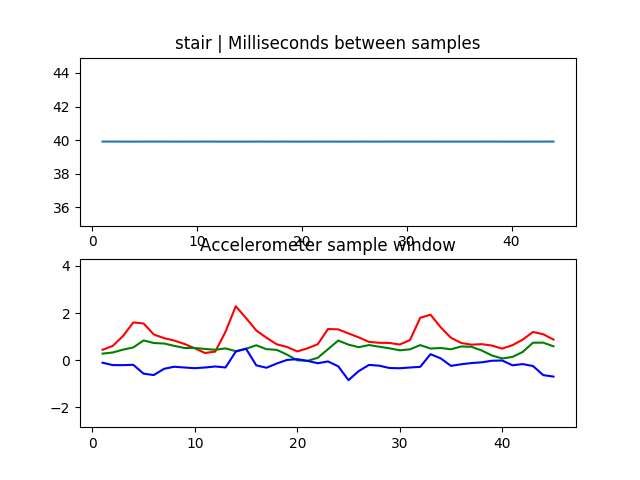 stair | Milliseconds between samples
44
42
40
38
36
0 10 20 30 40
Accelerometer sample window
4
2
0
−2
0 10 20 30 40